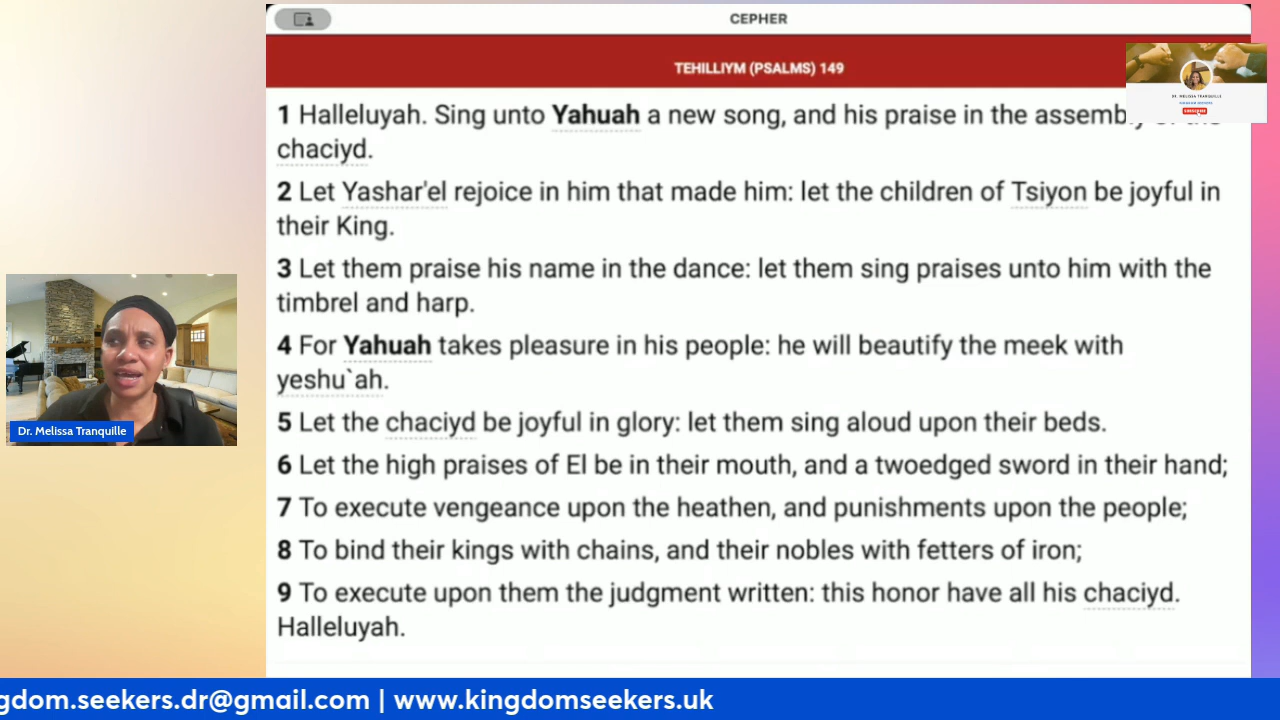 CEPHER
TEHILLIYM (PSALMS) 149
DR. MELISSA TRANQUILLE
KINGDOM SEEKERS
SUBSCRIBE
1 Halleluyah. Sing unto Yahuah a new song, and his praise in the
chaciyd.
2 Let Yashar'el rejoice in him that made him: let the children of Tsiyon be joyful in
their King.
3 Let them praise his name in the dance: let them sing praises unto him with the
timbrel and harp.
4 For Yahuah takes pleasure in his people: he will beautify the meek with
yeshu`ah.
5 Let the chaciyd be joyful in glory: let them sing aloud upon their beds.
6 Let the high praises of El be in their mouth, and a twoedged sword in their hand;
7 To execute vengeance upon the heathen, and punishments upon the people;
8 To bind their kings with chains, and their nobles with fetters of iron;
9 To execute upon them the judgment written: this honor have all his chaciyd.
Halleluyah.
Dr. Melissa Tranquille
gdom.seekers.dr@gmail.com | www.kingdomseekers.uk